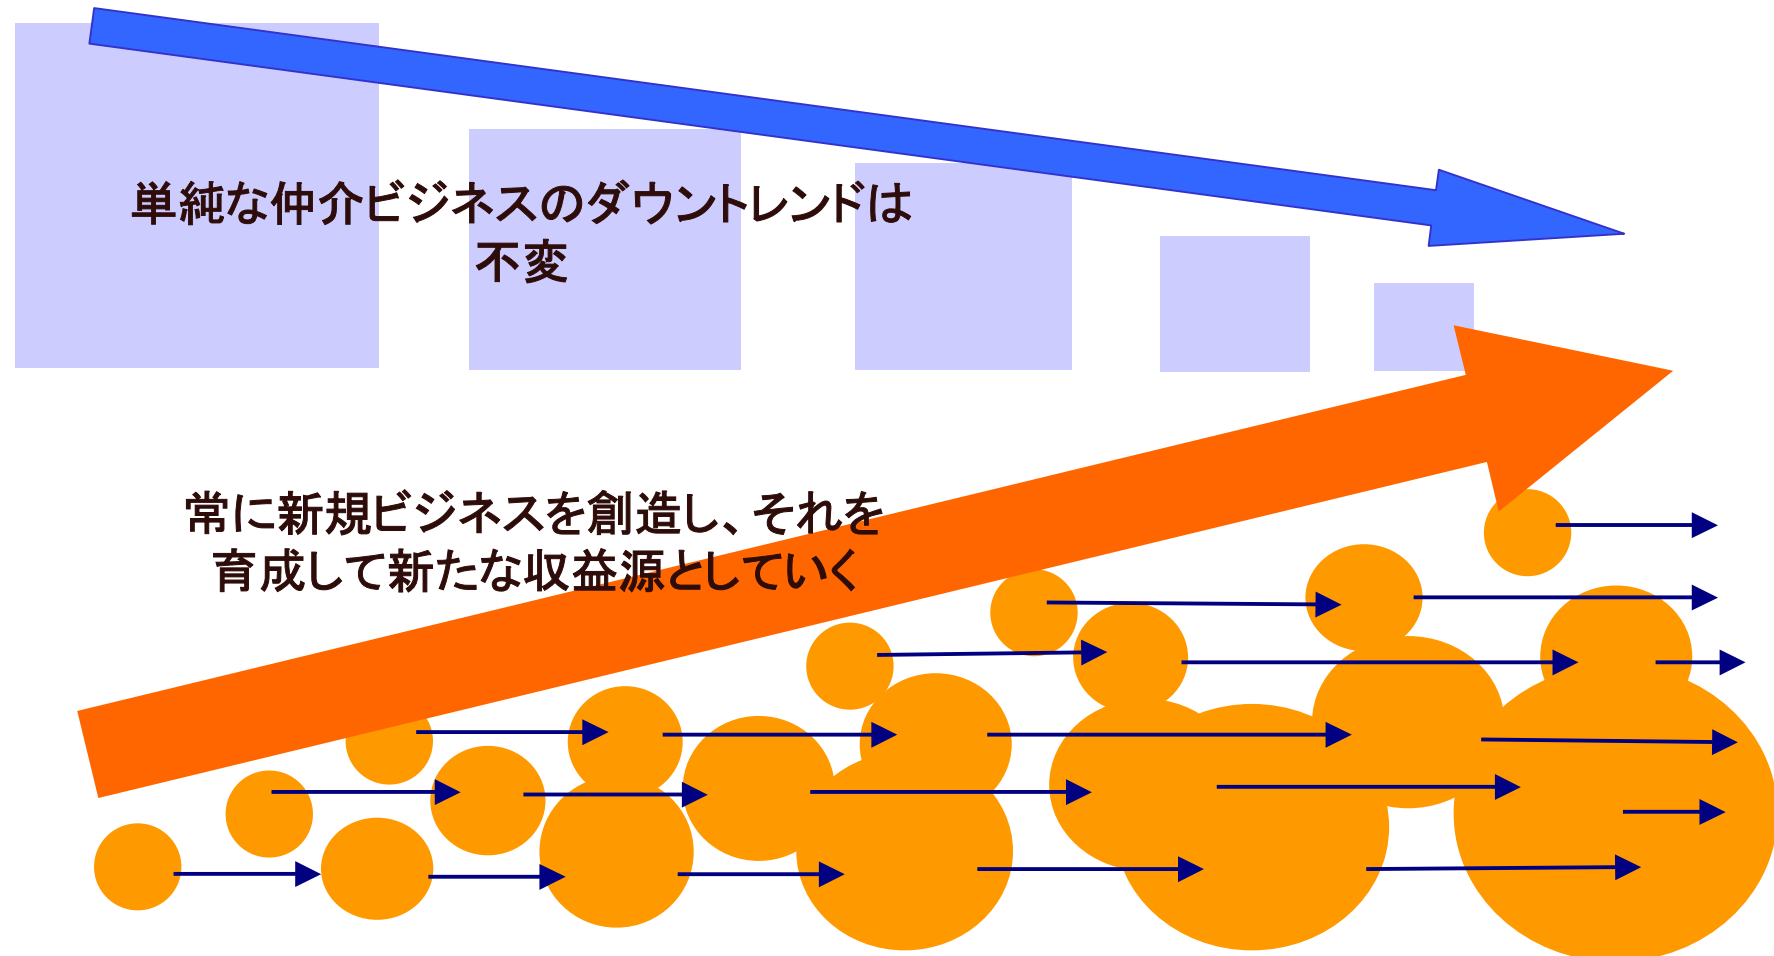 単純な仲介ビジネスのダウントレンドは
不変
常に新規ビジネスを創造し、それを
育成して新たな収益源としていく